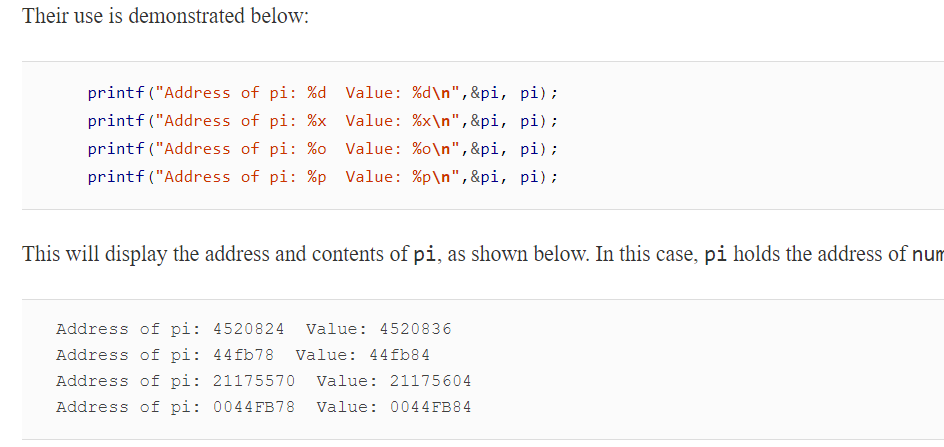 Their use is demonstrated below:
printf("Address of pi: %d  Value: %d\n",&pi, pi);
printf("Address of pi: %x  Value: %x\n",&pi, pi);
printf("Address of pi: %o  Value: %o\n",&pi, pi);
printf("Address of pi: %p  Value: %p\n",&pi, pi);
This will display the address and contents of pi, as shown below. In this case, pi holds the address of num
Address of pi: 4520824  Value: 4520836
Address of pi: 44fb78  Value: 44fb84
Address of pi: 21175570  Value: 21175604
Address of pi: 0044FB78  Value: 0044FB84